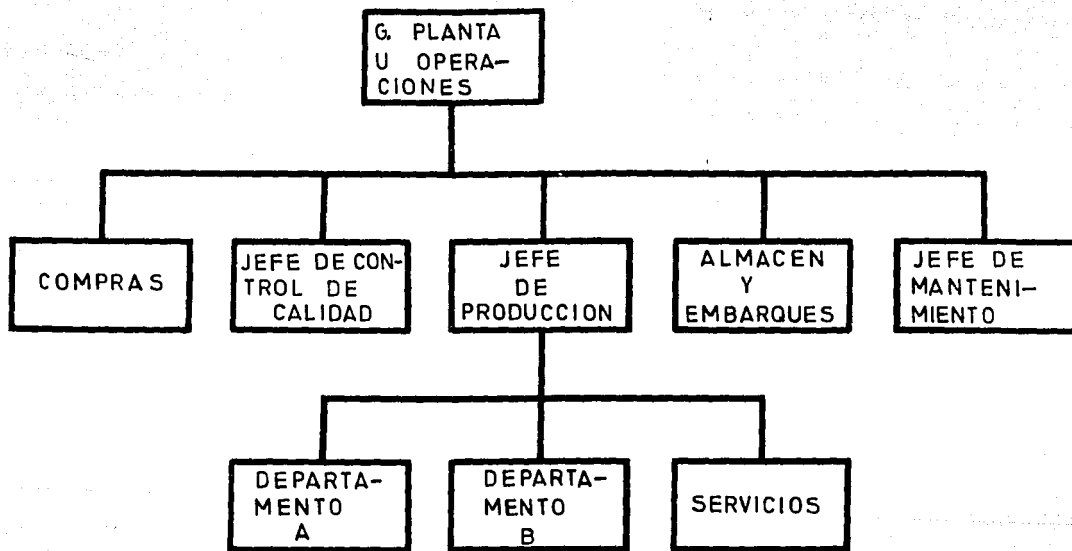 G. PLANTA
U OPERA-
CIONES
COMPRAS
JEFE DE CON-
TROL DE
CALIDAD
JEFE
DE
PRODUCCION
ALMACEN
Y
EMBARQUES
JEFE DE
MANTENI-
MIENTO
DEPARTA-
MENTO
A
DEPARTA-
MENTO
B
SERVICIOS